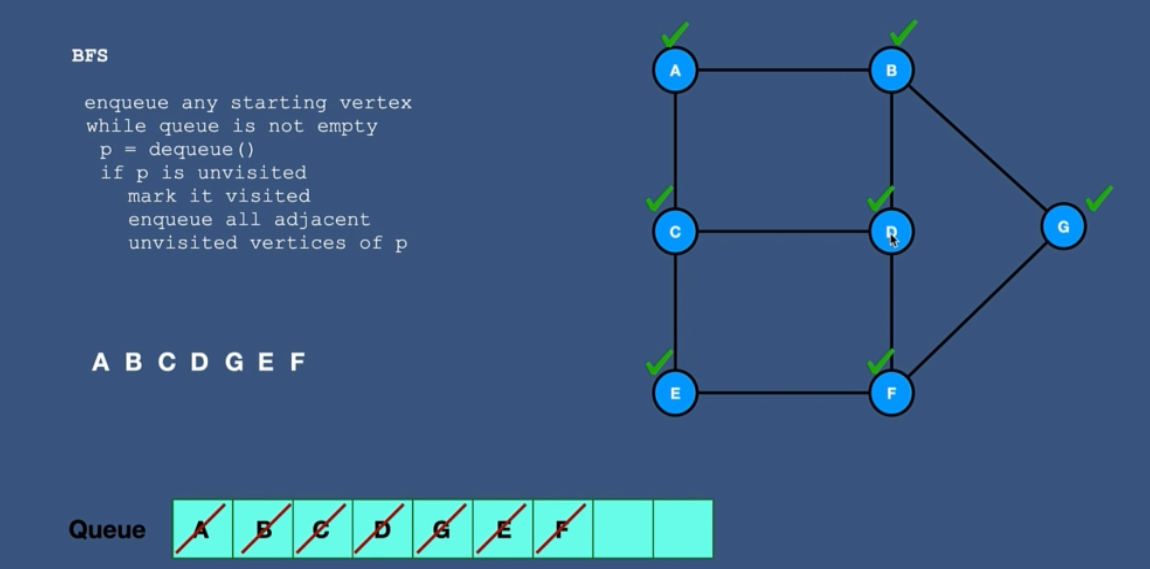 BFS
enqueue any starting vertex
while queue is not empty
p = dequeue()
if p is unvisited
mark it visited
enqueue all adjacent
unvisited vertices of p
A B C D G E F
A
B
C
D
G
E
F
Queue A B C D G E F